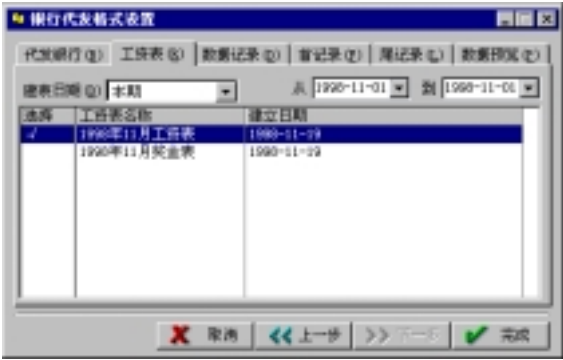 银行代发格式设置
代发银行(Q) 工资表(S) 数据记录(D) 首记录(F) 尾记录(L) 数据预览(P)
建表日期(Q) 本期 从 1998-11-01 到 1998-11-01
选择 工资表名称 建立日期
√ 1998年11月工资表 1998-11-19
1998年11月奖金表 1998-11-19
取消 上一步 下一步 完成